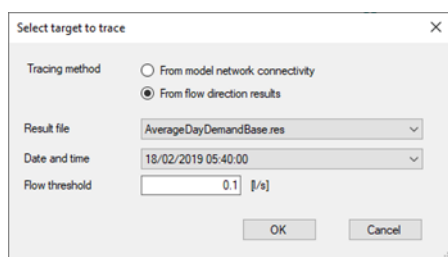 Select target to trace
Tracing method
From model network connectivity
From flow direction results
Result file
AverageDayDemandBase.res
Date and time
18/02/2019 05:40:00
Flow threshold
0.1 [l/s]
OK Cancel